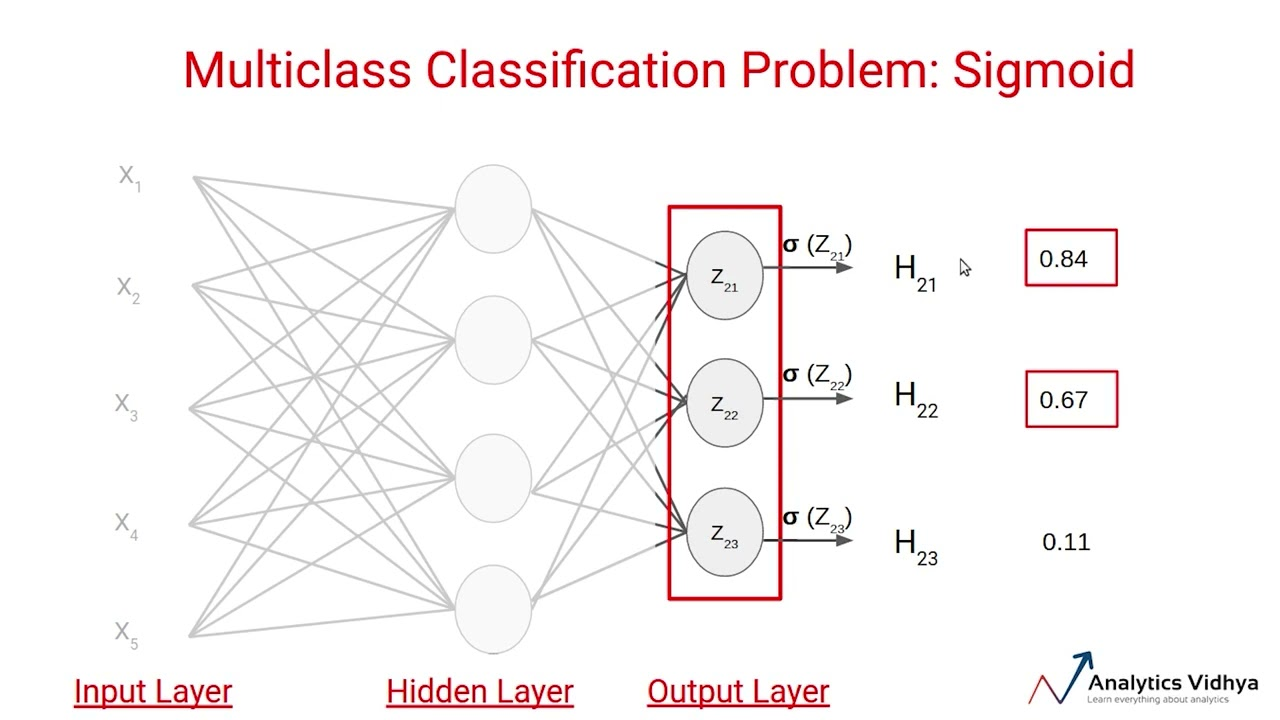 Multiclass Classification Problem: Sigmoid
X1
X2
X3
X4
X5
Z21
Z22
Z23
σ (Z21)
σ (Z22)
σ (Z23)
H21
H22
H23
0.84
0.67
0.11
Input Layer
Hidden Layer
Output Layer
Analytics Vidhya
Learn everything about analytics